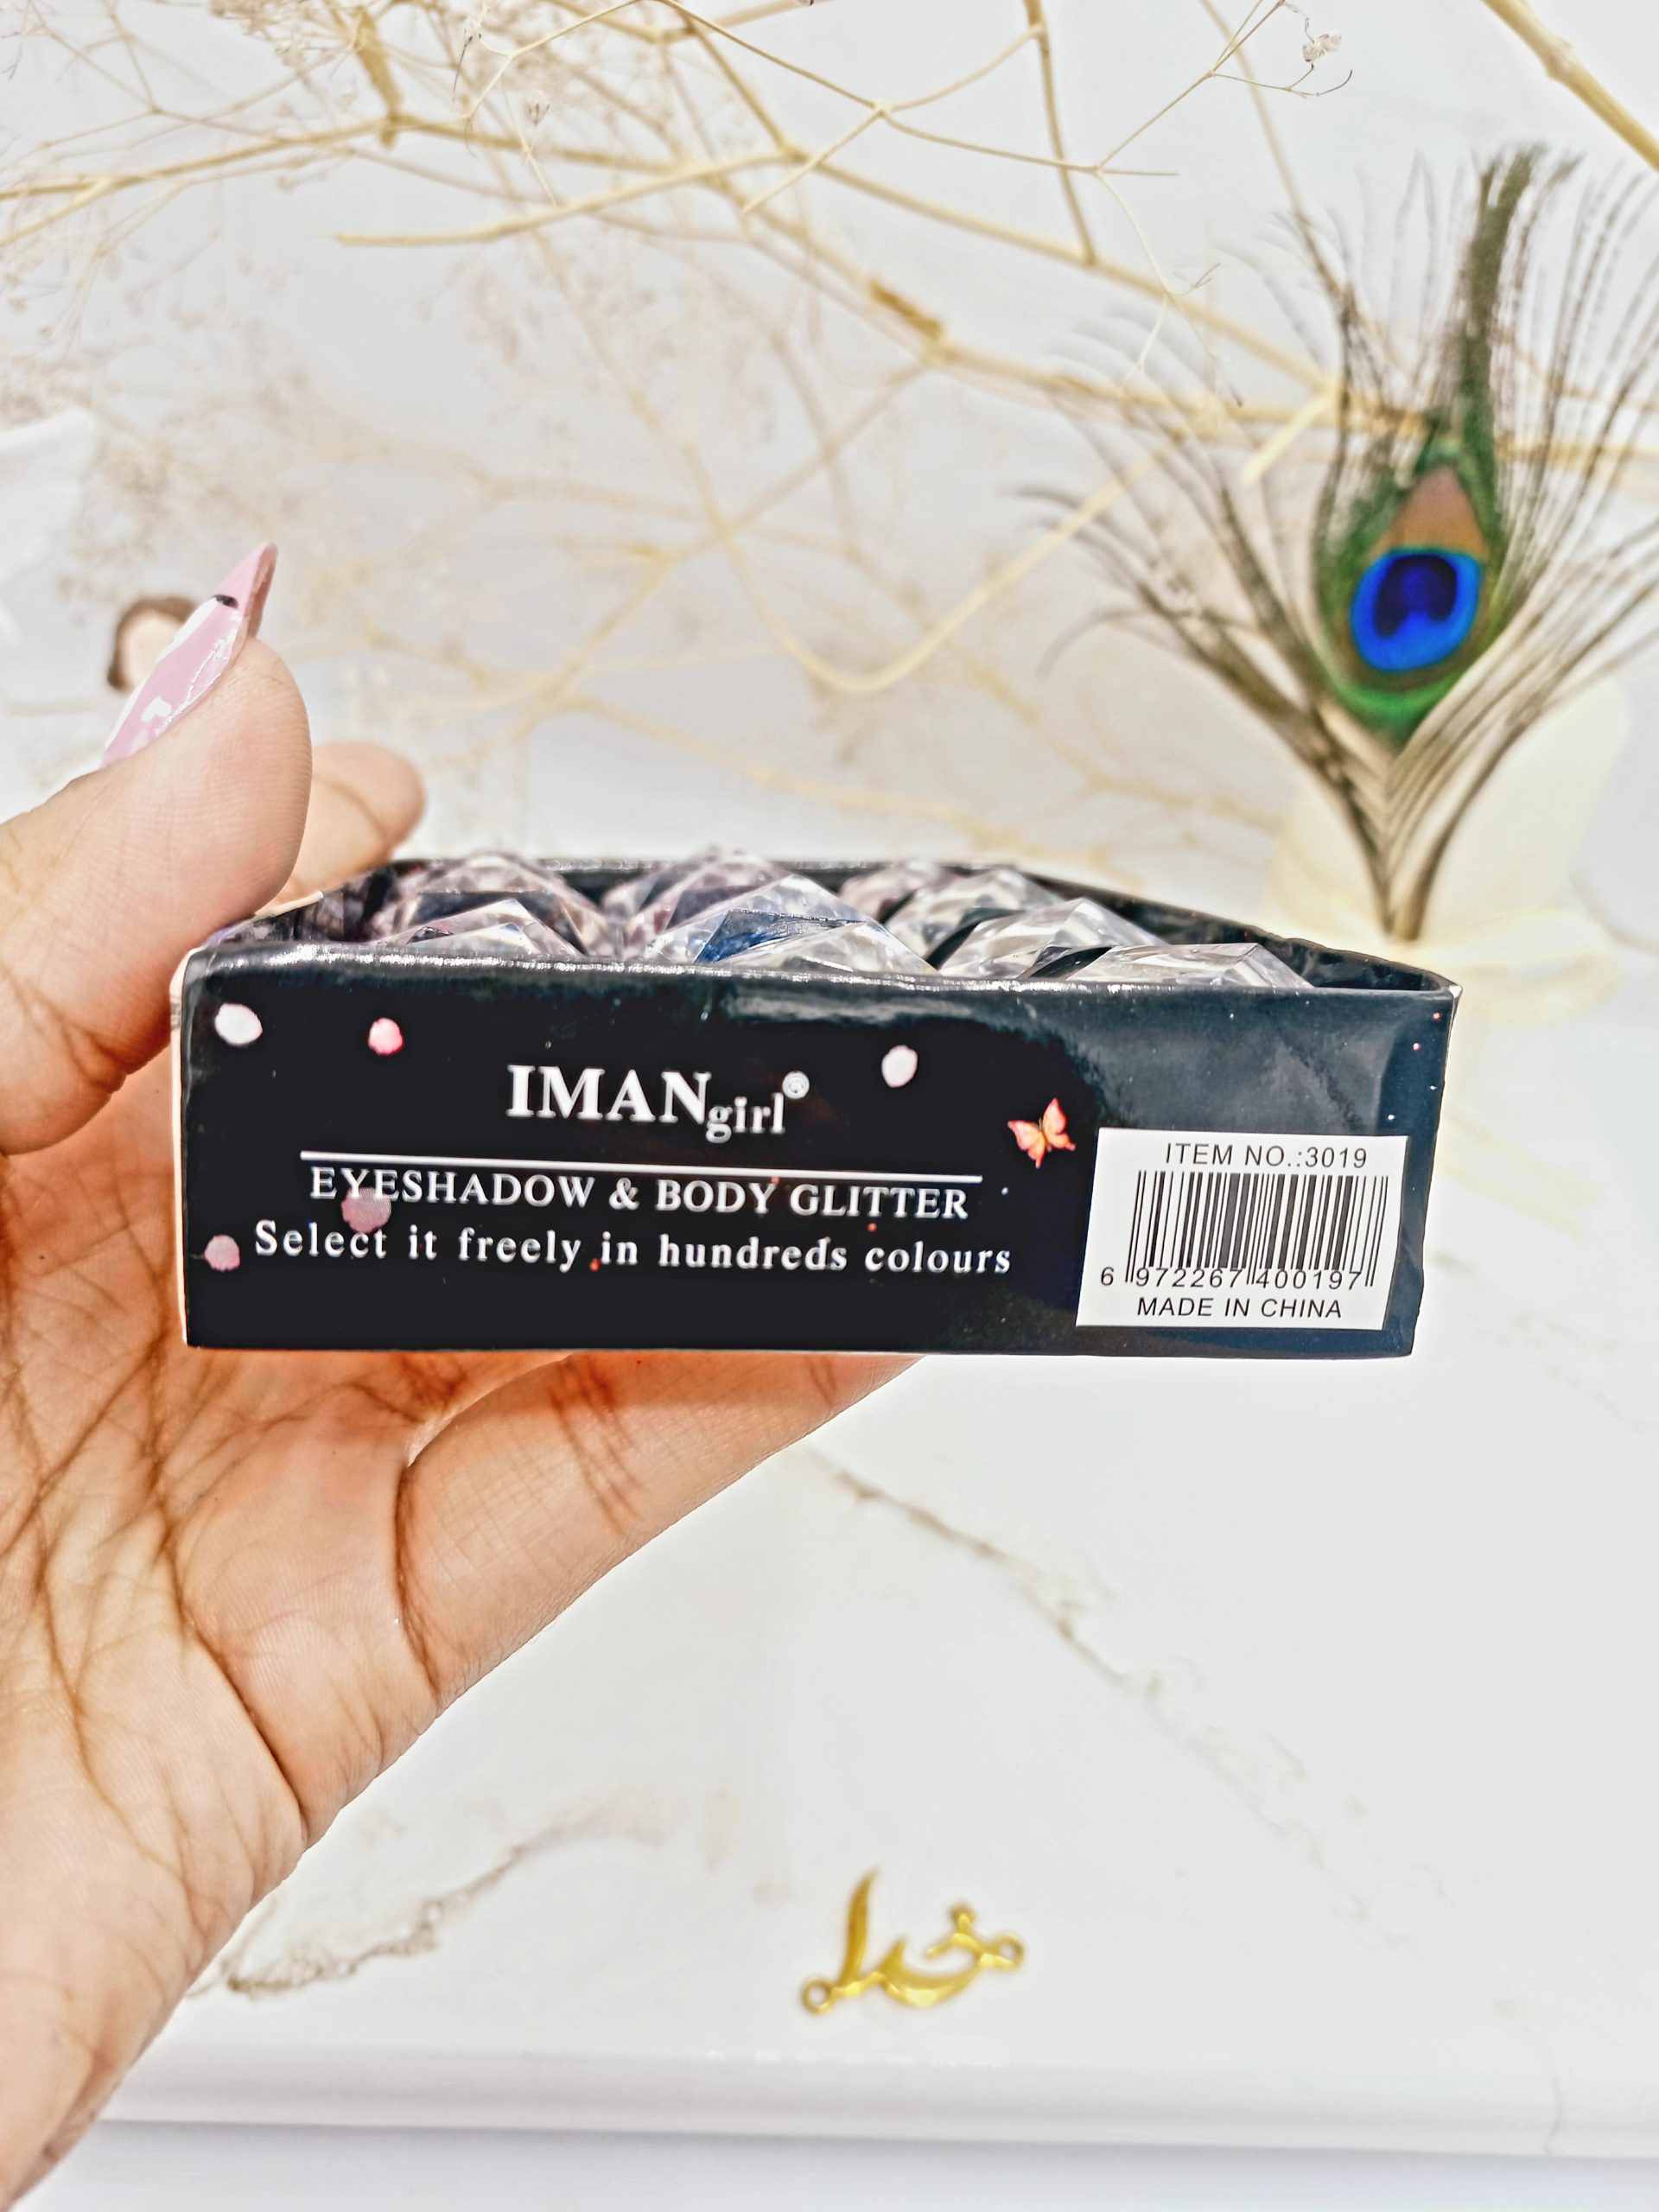 IMANgirl®
EYESHADOW & BODY GLITTER
Select it freely in hundreds colours
ITEM NO.:3019
6 972267 400197
MADE IN CHINA
خدا